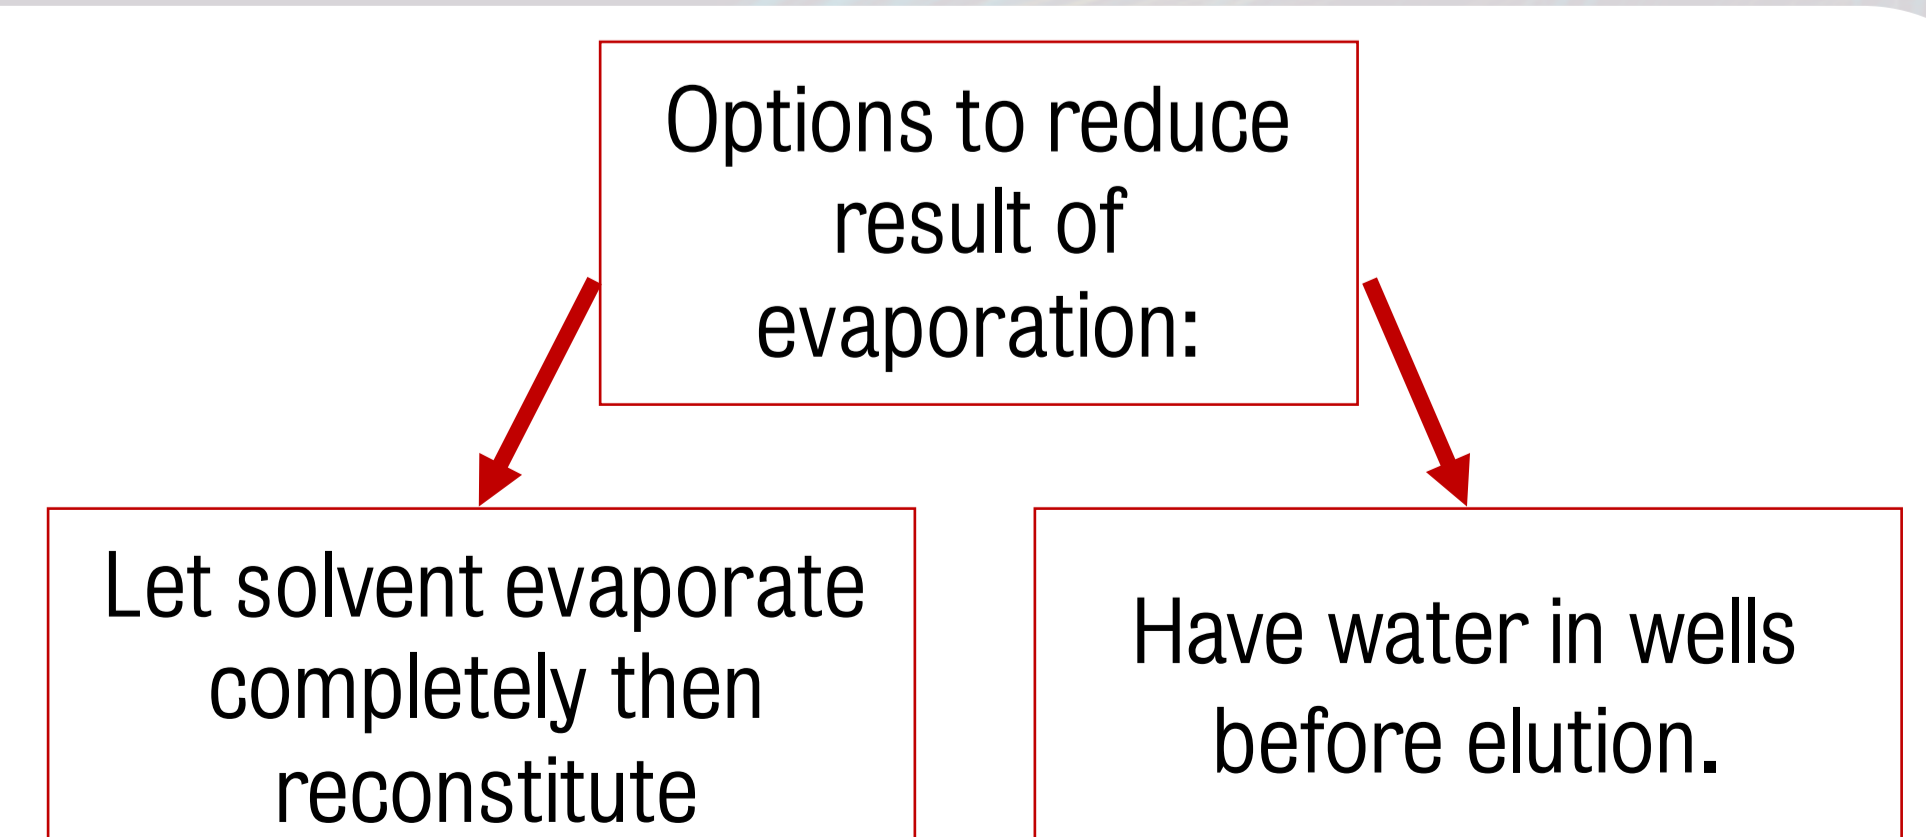 Options to reduce
result of
evaporation:
Let solvent evaporate
completely then
reconstitute
Have water in wells
before elution.